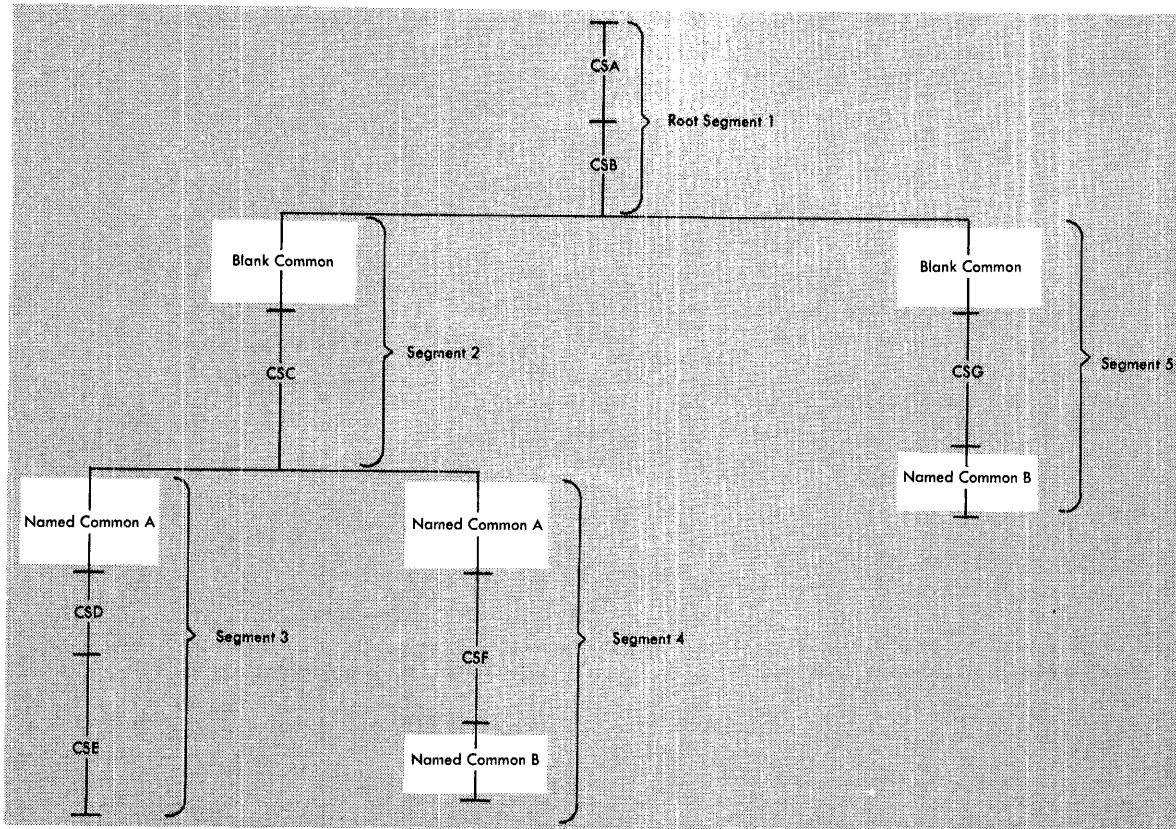 CSA
Root Segment 1
CSB
Blank Common
Segment 2
CSC
Blank Common
CSG
Segment 5
Named Common B
Named Common A
CSD
Segment 3
CSE
Named Common A
CSF
Segment 4
Named Common B